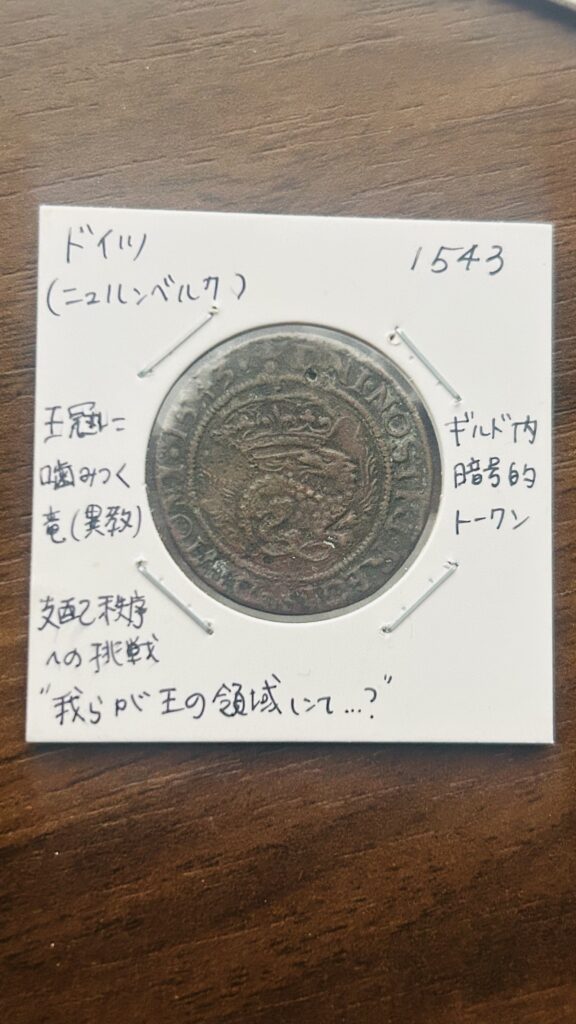 ドイツ
(ニュルンベルク)
1543
王冠に
噛みつく
竜(異教)
ギルド内
暗号的
トークン
支配秩序
への挑戦
"我らが王の領域にて...?"